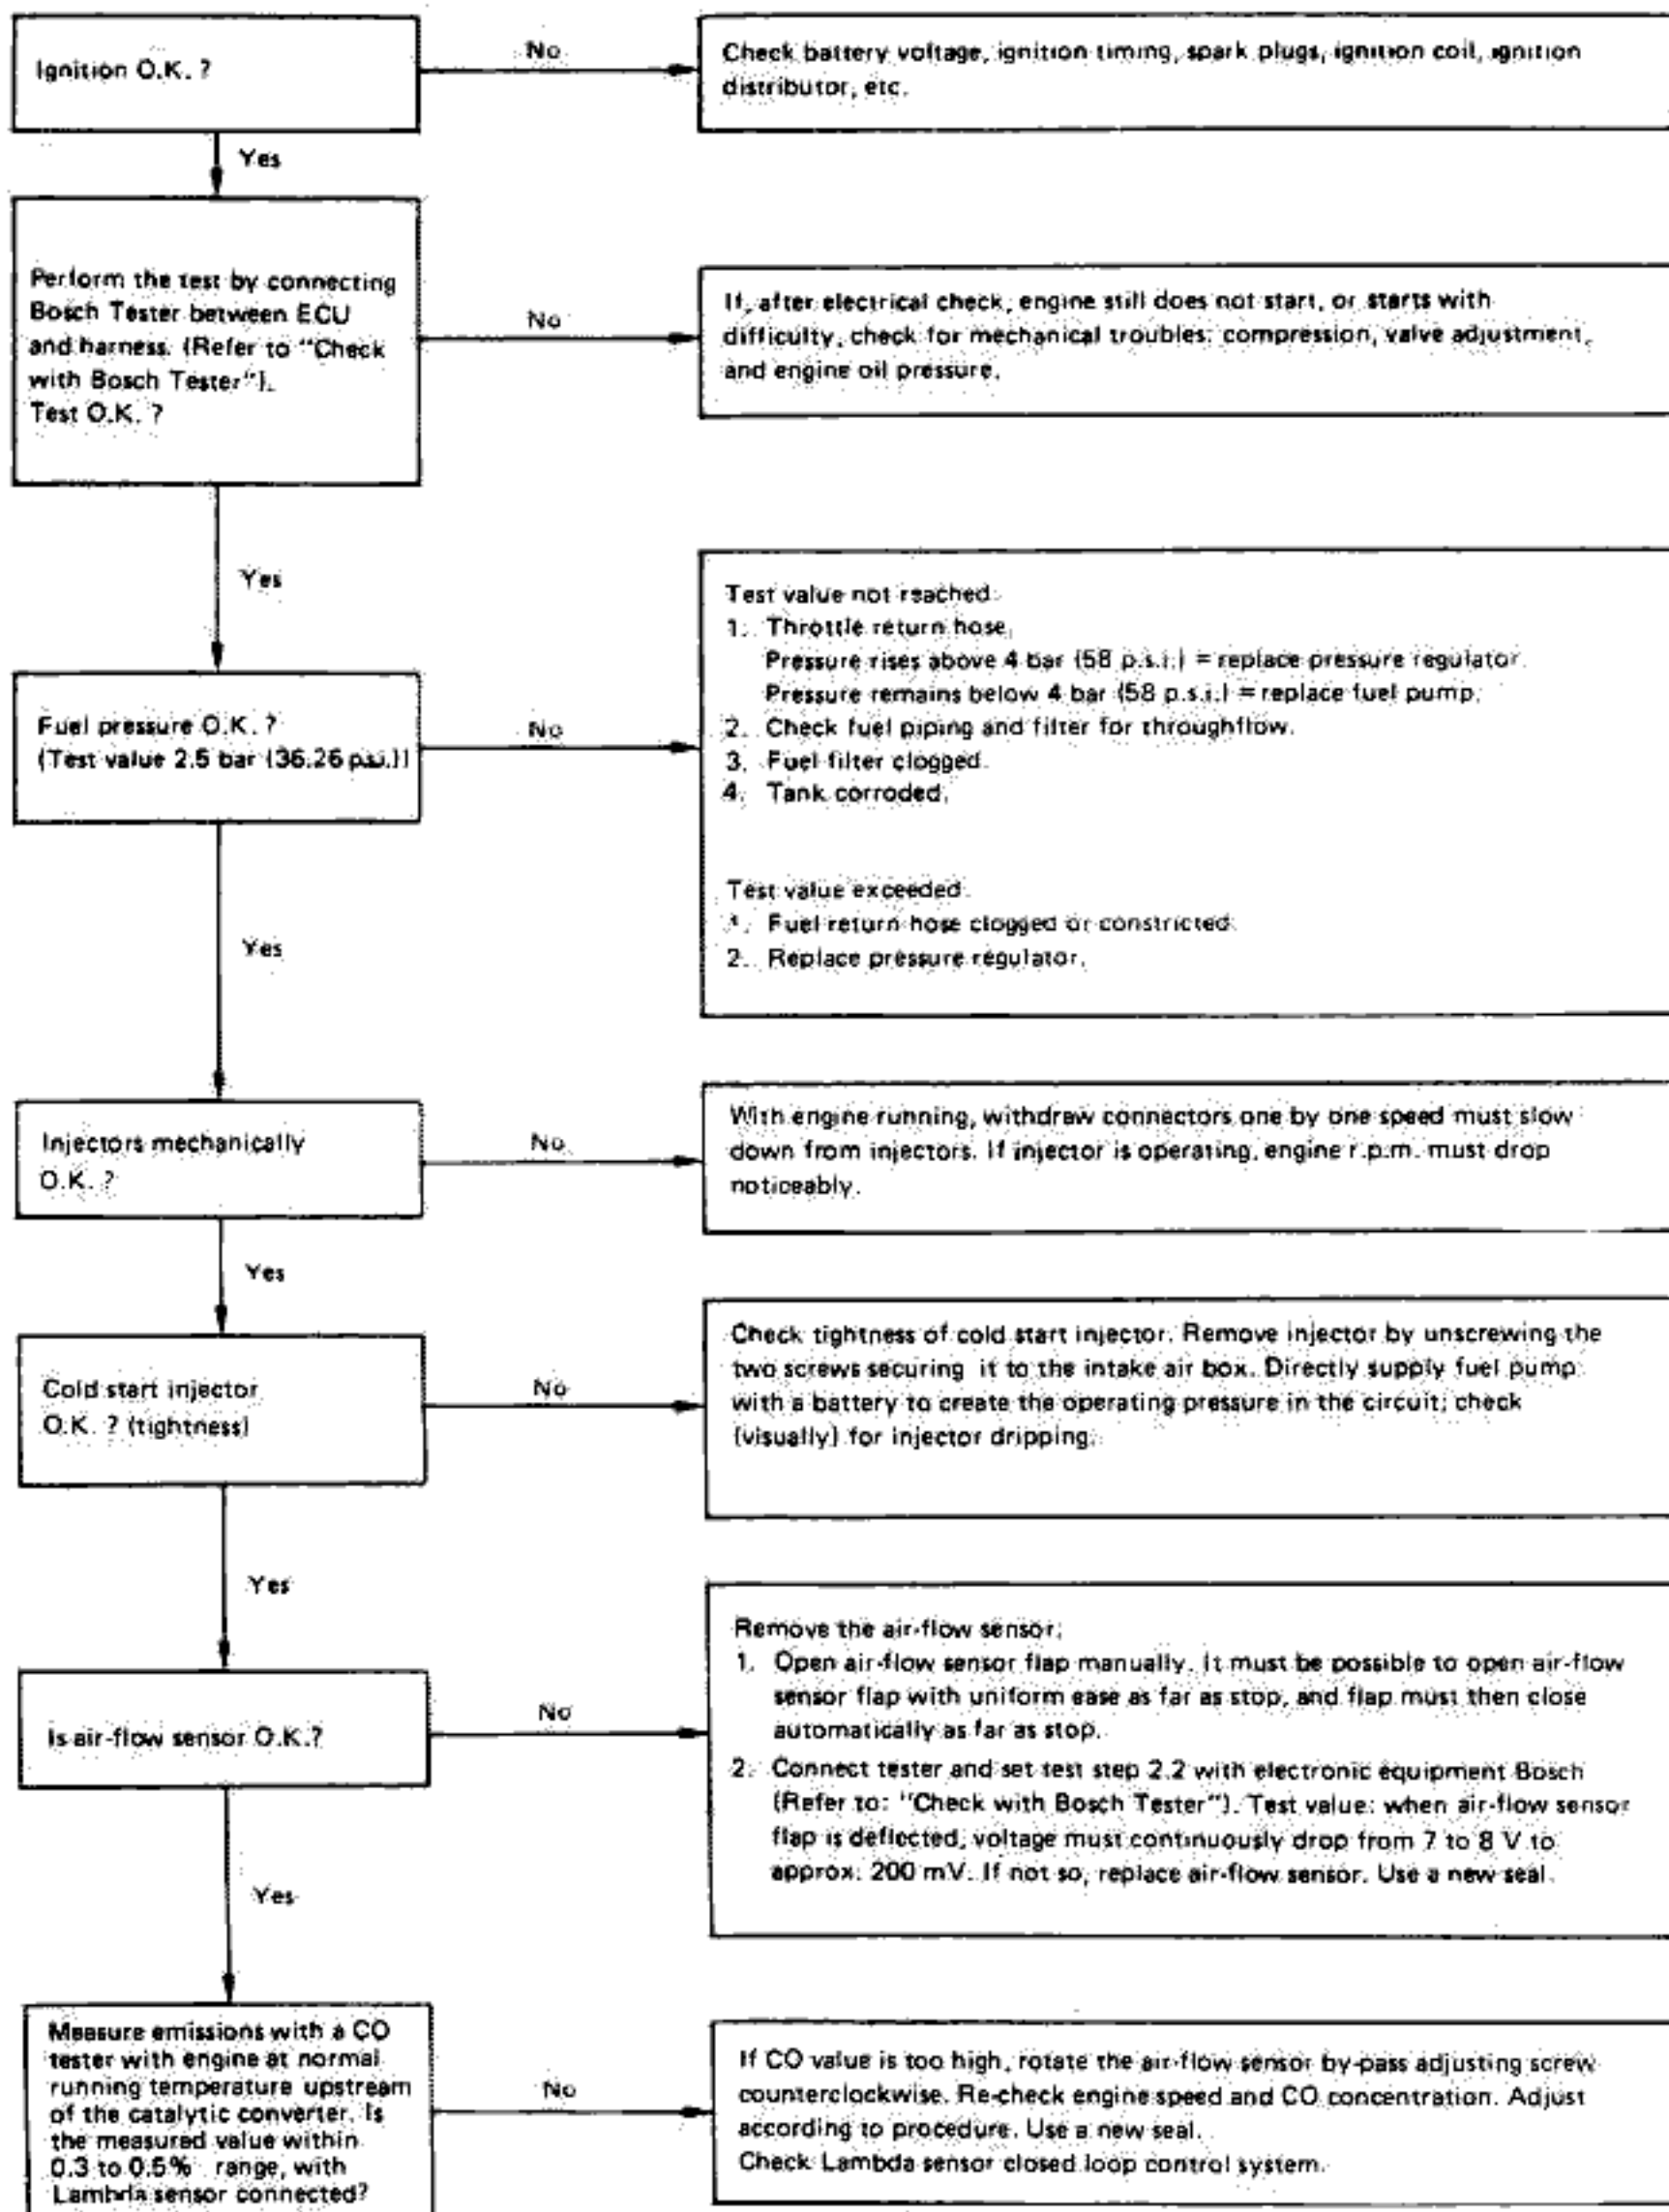 Ignition O.K. ?
No
Check battery voltage, ignition timing, spark plugs, ignition coil, ignition
distributor, etc.
Yes
Perform the test by connecting
Bosch Tester between ECU
and harness. (Refer to "Check
with Bosch Tester").
Test O.K. ?
No
If, after electrical check, engine still does not start, or starts with
difficulty, check for mechanical troubles: compression, valve adjustment,
and engine oil pressure.
Yes
Fuel pressure O.K. ?
(Test value 2.5 bar (36.26 p.s.i.))
No
Test value not reached:
1. Throttle return hose,
Pressure rises above 4 bar (58 p.s.i.) = replace pressure regulator.
Pressure remains below 4 bar (58 p.s.i.) = replace fuel pump.
2. Check fuel piping and filter for throughflow.
3. Fuel filter clogged.
4. Tank corroded.
Test value exceeded.
1. Fuel return hose clogged or constricted.
2. Replace pressure regulator.
Yes
Injectors mechanically
O.K. ?
No
With engine running, withdraw connectors one by one speed must slow
down from injectors. If injector is operating, engine r.p.m. must drop
noticeably.
Yes
Cold start injector
O.K. ? (tightness)
No
Check tightness of cold start injector. Remove injector by unscrewing the
two screws securing it to the intake air box. Directly supply fuel pump
with a battery to create the operating pressure in the circuit; check
(visually) for injector dripping.
Yes
Is air-flow sensor O.K.?
No
Remove the air-flow sensor;
1. Open air-flow sensor flap manually. It must be possible to open air-flow
sensor flap with uniform ease as far as stop, and flap must then close
automatically as far as stop.
2. Connect tester and set test step 2.2 with electronic equipment Bosch
(Refer to: "Check with Bosch Tester"). Test value: when air-flow sensor
flap is deflected, voltage must continuously drop from 7 to 8 V to
approx. 200 mV. If not so, replace air-flow sensor. Use a new seal.
Yes
Measure emissions with a CO
tester with engine at normal
running temperature upstream
of the catalytic converter. Is
the measured value within
0.3 to 0.5% range, with
Lambda sensor connected?
No
If CO value is too high, rotate the air-flow sensor by-pass adjusting screw
counterclockwise. Re-check engine speed and CO concentration. Adjust
according to procedure. Use a new seal.
Check Lambda sensor closed loop control system.